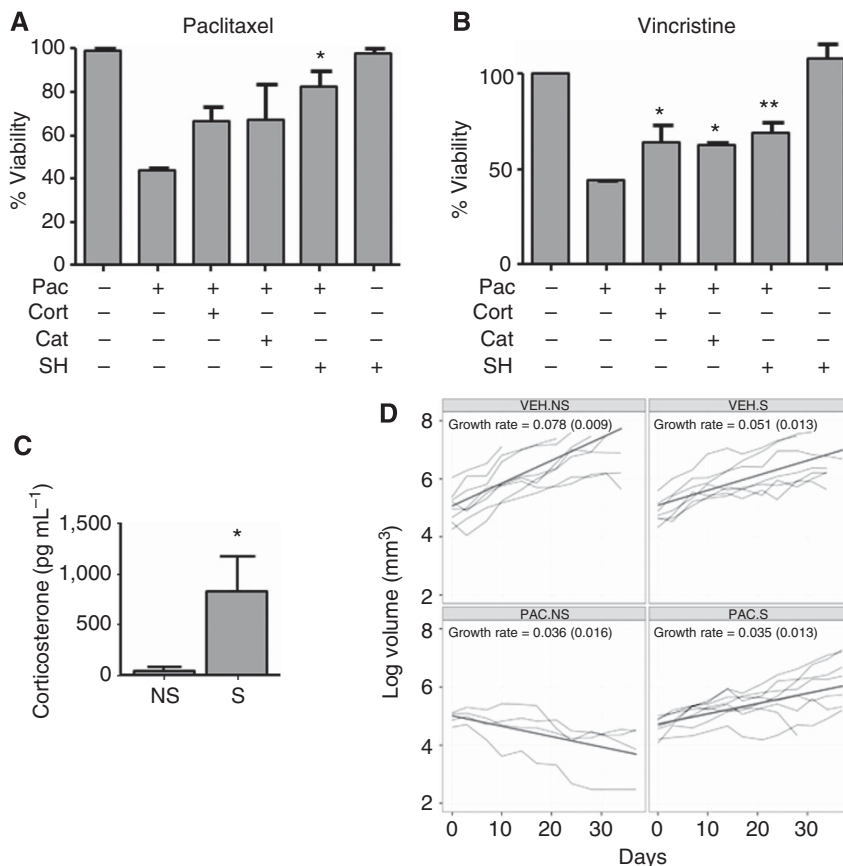 A
Paclitaxel
100
80
60
40
20
0
% Viability
*
Pac – + + + + –
Cort – – + – – –
Cat – – – + – –
SH – – – – + +
B
Vincristine
100
50
0
% Viability
* * **
Pac – + + + + –
– – + – – –
– – – + – –
– – – – + +
C
Corticosterone (pg mL⁻¹)
1,500
1,000
500
0
*
NS S
D
Log volume (mm³)
VEH.NS VEH.S
Growth rate = 0.078 (0.009) Growth rate = 0.051 (0.013)
8
6
4
2
PAC.NS PAC.S
Growth rate = 0.036 (0.016) Growth rate = 0.035 (0.013)
8
6
4
2
0 10 20 30 0 10 20 30
Days